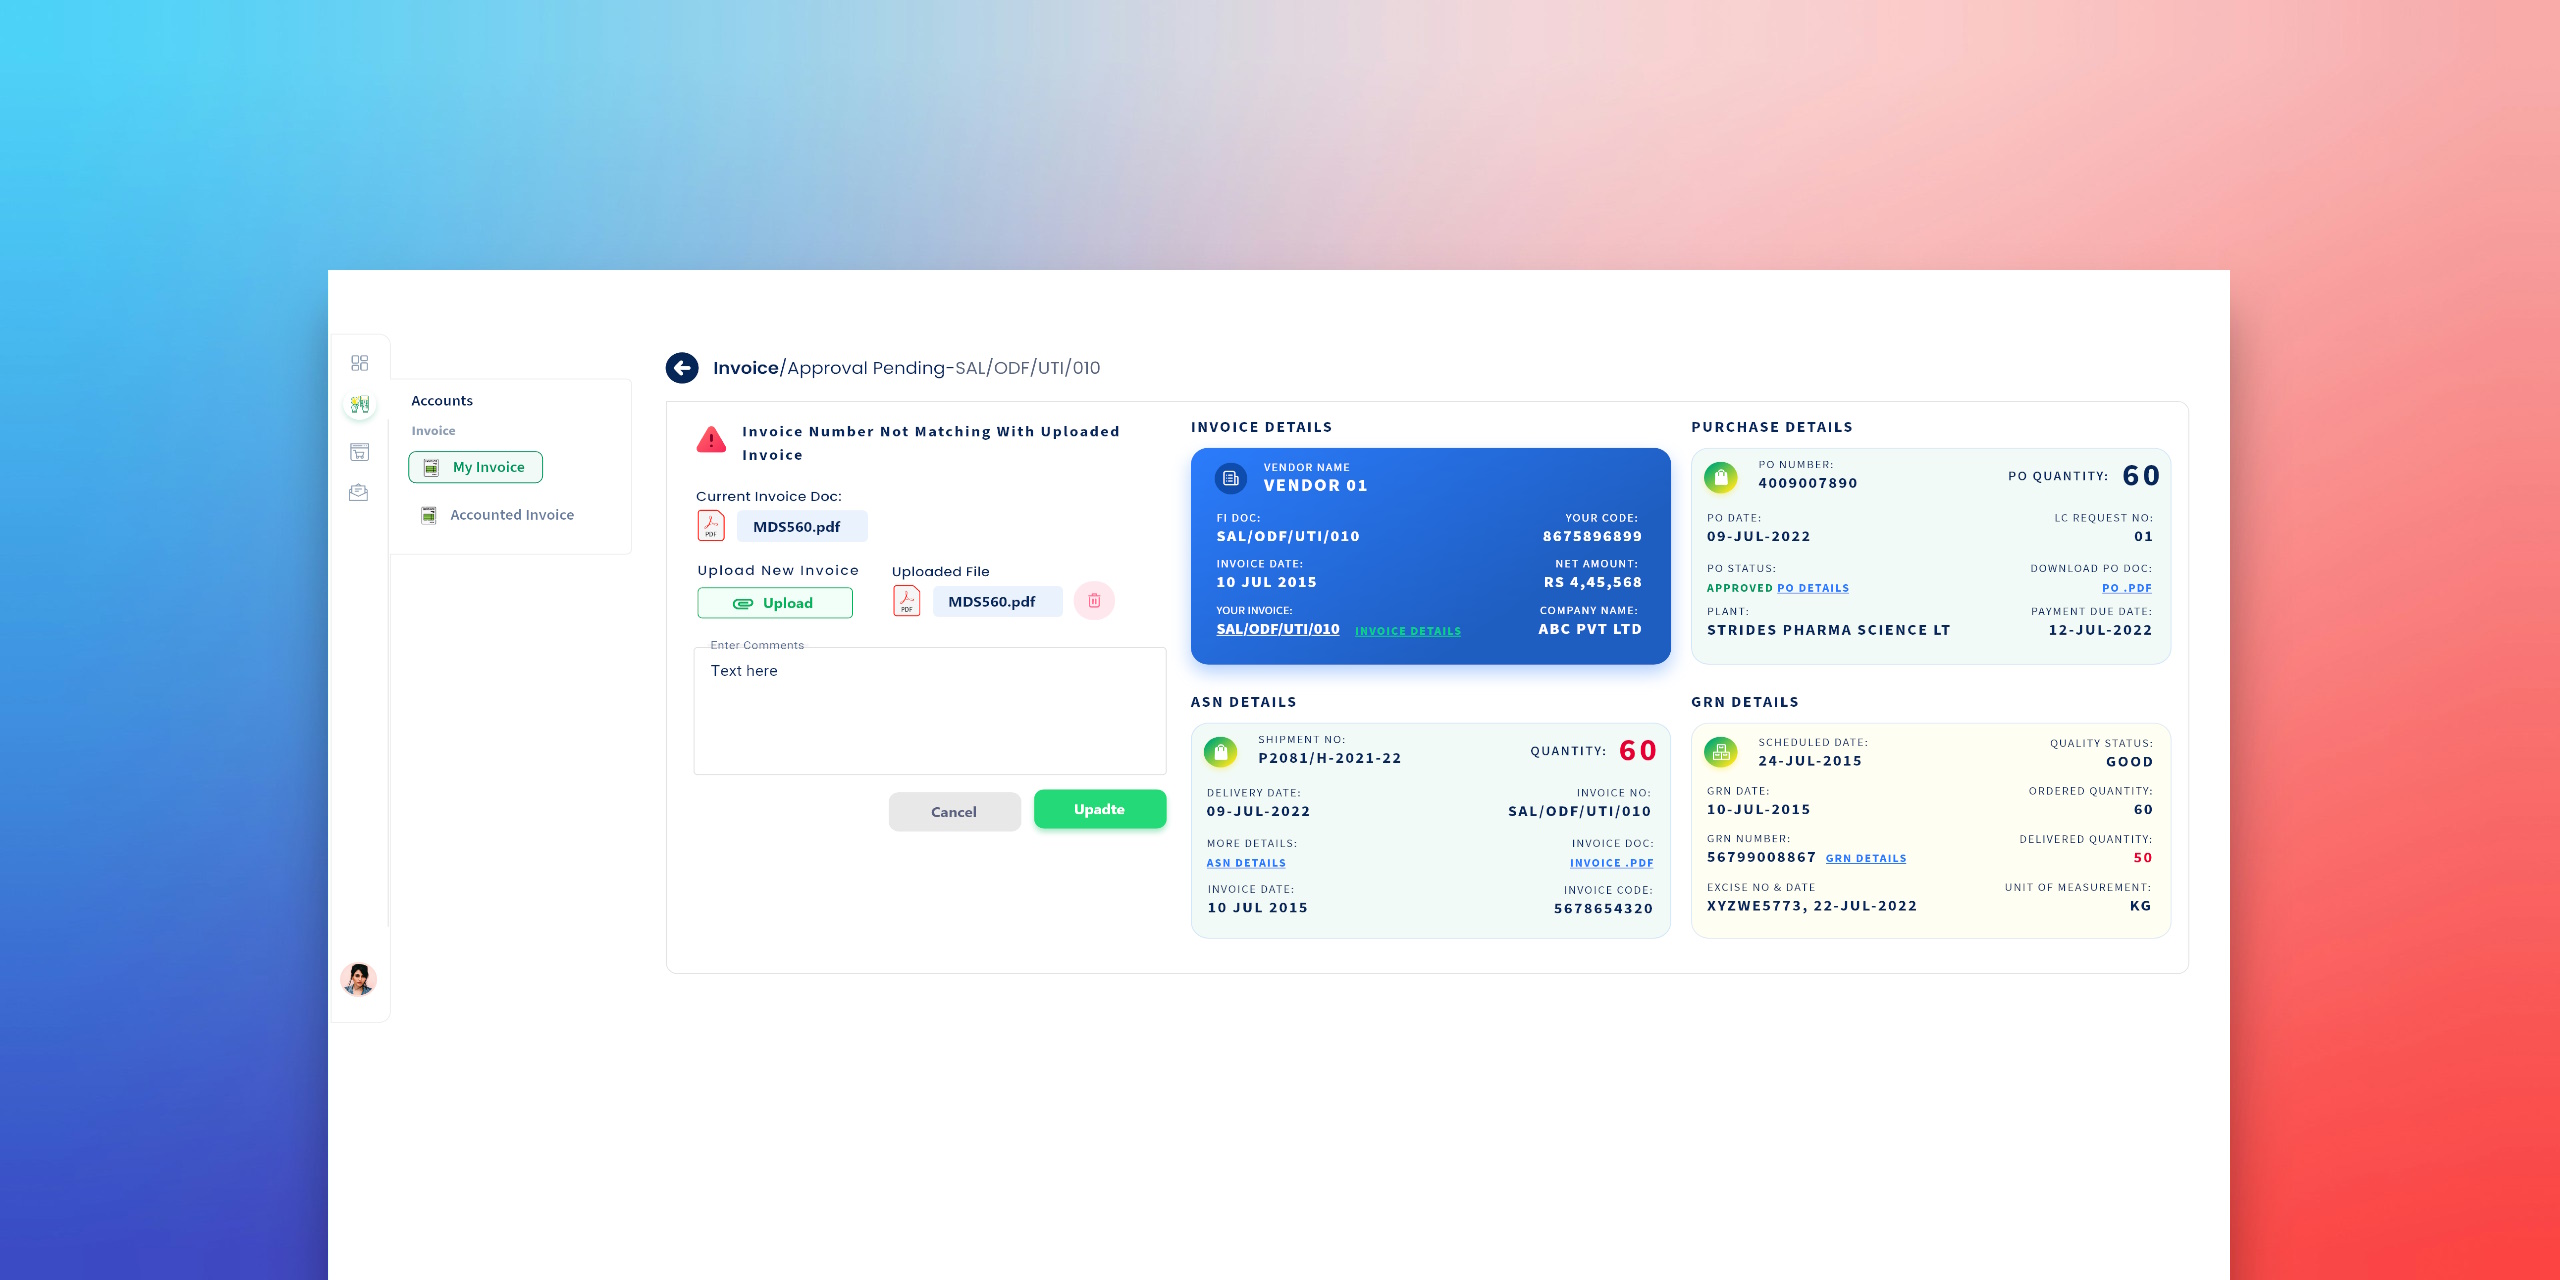 Invoice/Approval Pending-SAL/ODF/UTI/010
Accounts
Invoice
My Invoice
Accounted Invoice
Invoice Number Not Matching With Uploaded
Invoice
Current Invoice Doc:
PDF
MDS560.pdf
Upload New Invoice
Upload
Uploaded File
PDF
MDS560.pdf
Enter Comments
Text here
Cancel
Upadte
INVOICE DETAILS
VENDOR NAME
VENDOR 01
FI DOC:
SAL/ODF/UTI/010
YOUR CODE:
8675896899
INVOICE DATE:
10 JUL 2015
NET AMOUNT:
RS 4,45,568
YOUR INVOICE:
SAL/ODF/UTI/010 INVOICE DETAILS
COMPANY NAME:
ABC PVT LTD
PURCHASE DETAILS
PO NUMBER:
4009007890
PO QUANTITY: 60
PO DATE:
09-JUL-2022
LC REQUEST NO:
01
PO STATUS:
APPROVED PO DETAILS
DOWNLOAD PO DOC:
PO .PDF
PLANT:
STRIDES PHARMA SCIENCE LT
PAYMENT DUE DATE:
12-JUL-2022
ASN DETAILS
SHIPMENT NO:
P2081/H-2021-22
QUANTITY: 60
DELIVERY DATE:
09-JUL-2022
INVOICE NO:
SAL/ODF/UTI/010
MORE DETAILS:
ASN DETAILS
INVOICE DOC:
INVOICE .PDF
INVOICE DATE:
10 JUL 2015
INVOICE CODE:
5678654320
GRN DETAILS
SCHEDULED DATE:
24-JUL-2015
QUALITY STATUS:
GOOD
GRN DATE:
10-JUL-2015
ORDERED QUANTITY:
60
GRN NUMBER:
56799008867 GRN DETAILS
DELIVERED QUANTITY:
50
EXCISE NO & DATE
XYZWE5773, 22-JUL-2022
UNIT OF MEASUREMENT:
KG